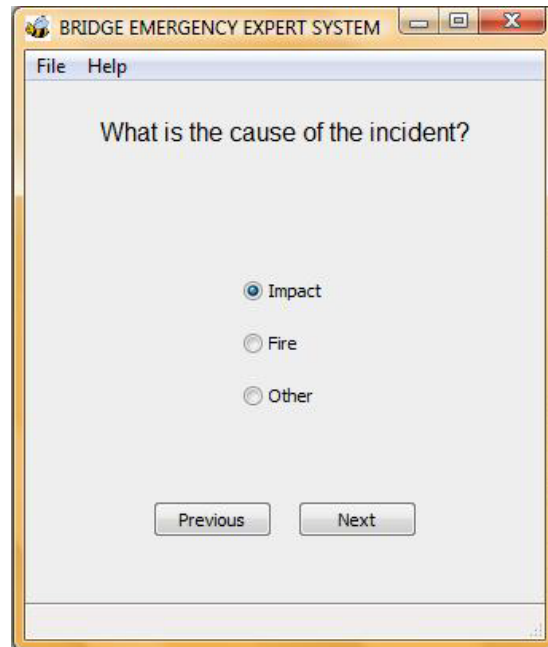 BRIDGE EMERGENCY EXPERT SYSTEM
File Help
What is the cause of the incident?
Impact
Fire
Other
Previous Next